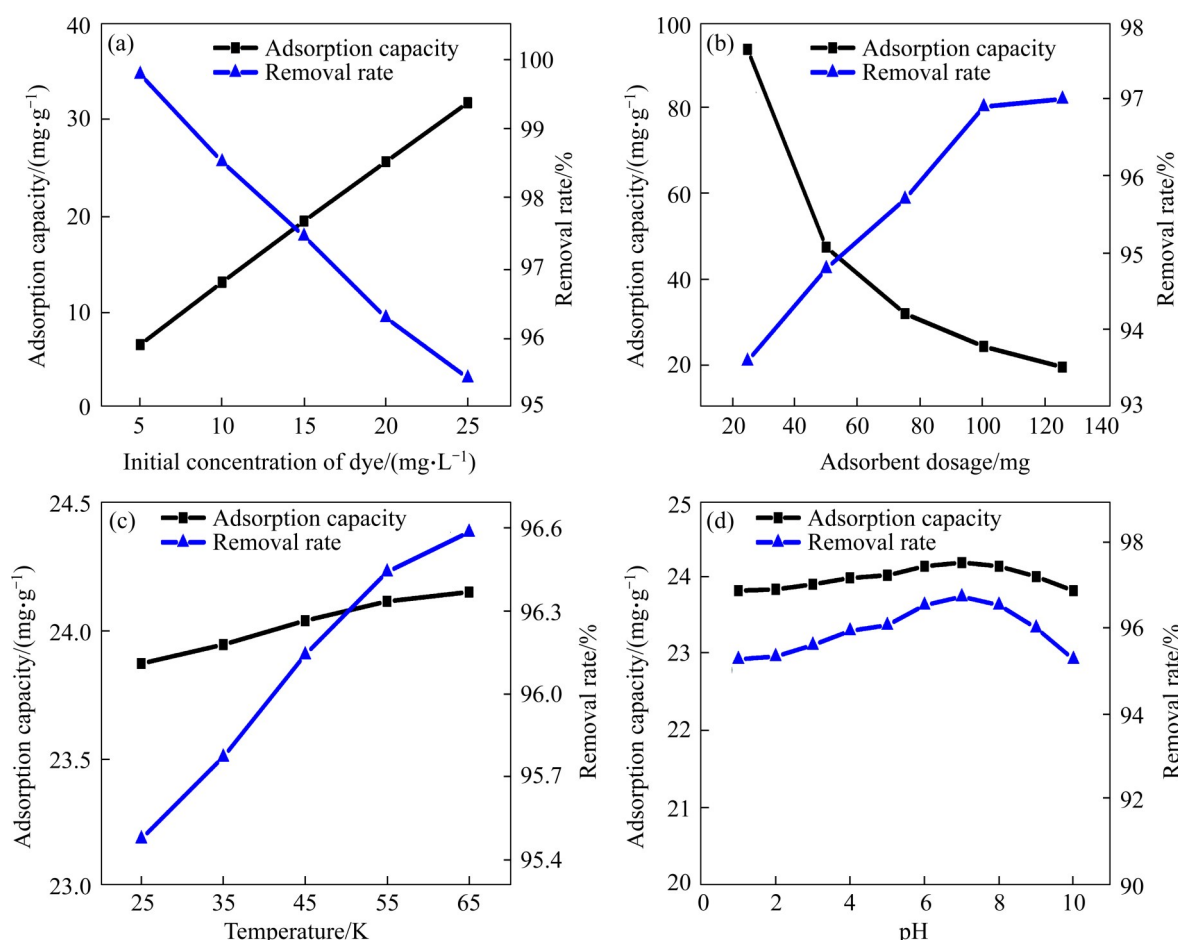 (a)
Adsorption capacity
Removal rate
40
30
20
10
0
Adsorption capacity/(mg·g⁻¹)
100
99
98
97
96
95
Removal rate/%
5 10 15 20 25
Initial concentration of dye/(mg·L⁻¹)
(b)
Adsorption capacity
Removal rate
100
80
60
40
20
Adsorption capacity/(mg·g⁻¹)
98
97
96
95
94
93
Removal rate/%
20 40 60 80 100 120 140
Adsorbent dosage/mg
(c)
Adsorption capacity
Removal rate
24.5
24.0
23.5
23.0
Adsorption capacity/(mg·g⁻¹)
96.6
96.3
96.0
95.7
95.4
Removal rate/%
25 35 45 55 65
Temperature/K
(d)
Adsorption capacity
Removal rate
25
24
23
22
21
20
Adsorption capacity/(mg·g⁻¹)
98
96
94
92
90
Removal rate/%
0 2 4 6 8 10
pH